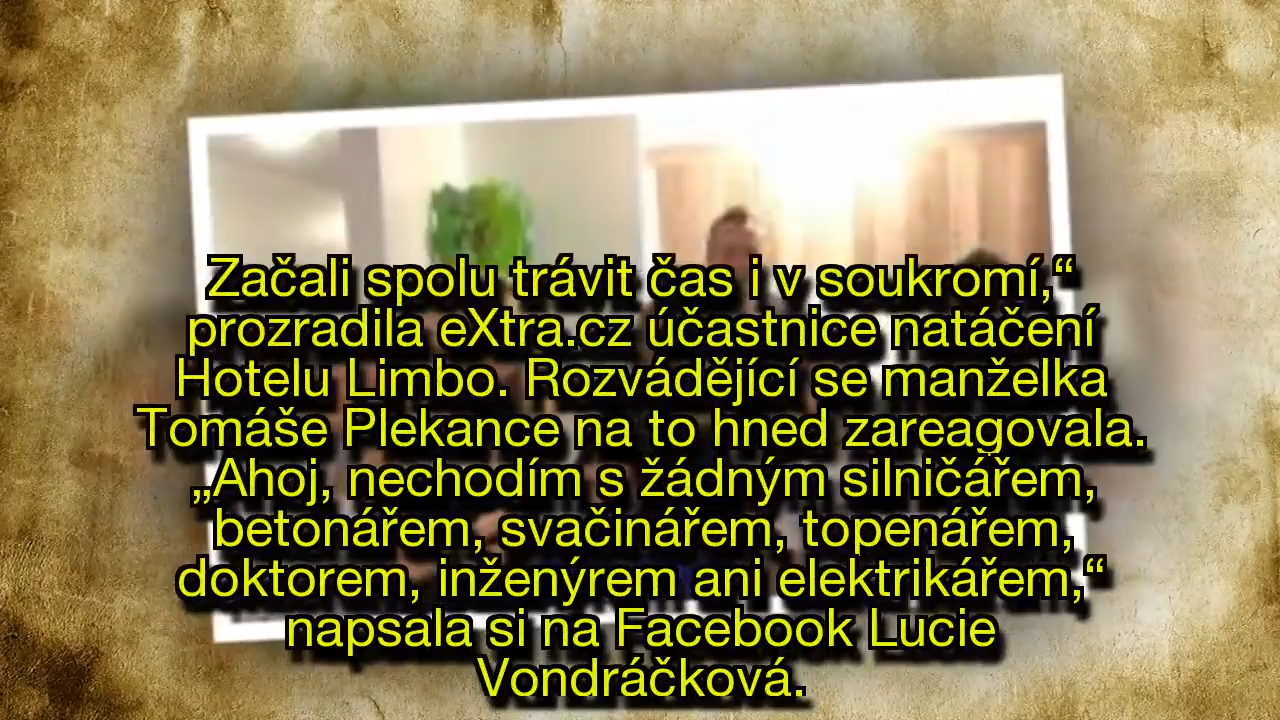 Začali spolu trávit čas i v soukromí,“
prozradila eXtra.cz účastnice natáčení
Hotelu Limbo. Rozvádějící se manželka
Tomáše Plekance na to hned zareagovala.
„Ahoj, nechodím s žádným silničářem,
betonářem, svačinářem, topenářem,
doktorem, inženýrem ani elektrikářem,“
napsala si na Facebook Lucie
Vondráčková.